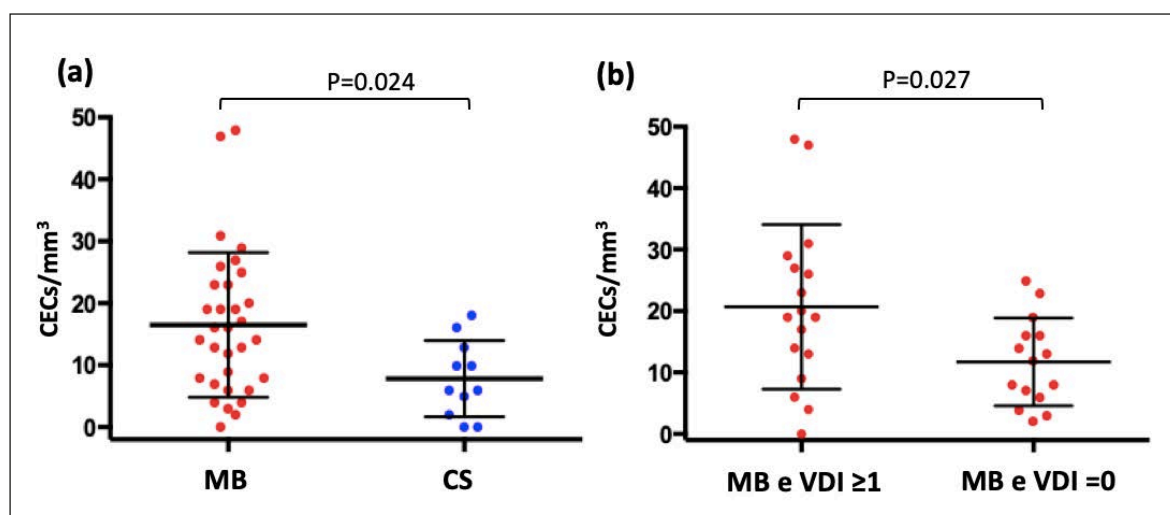 (a)
P=0.024
CECs/mm³
50
40
30
20
10
0
MB
CS
(b)
P=0.027
CECs/mm³
50
40
30
20
10
0
MB e VDI ≥1
MB e VDI =0